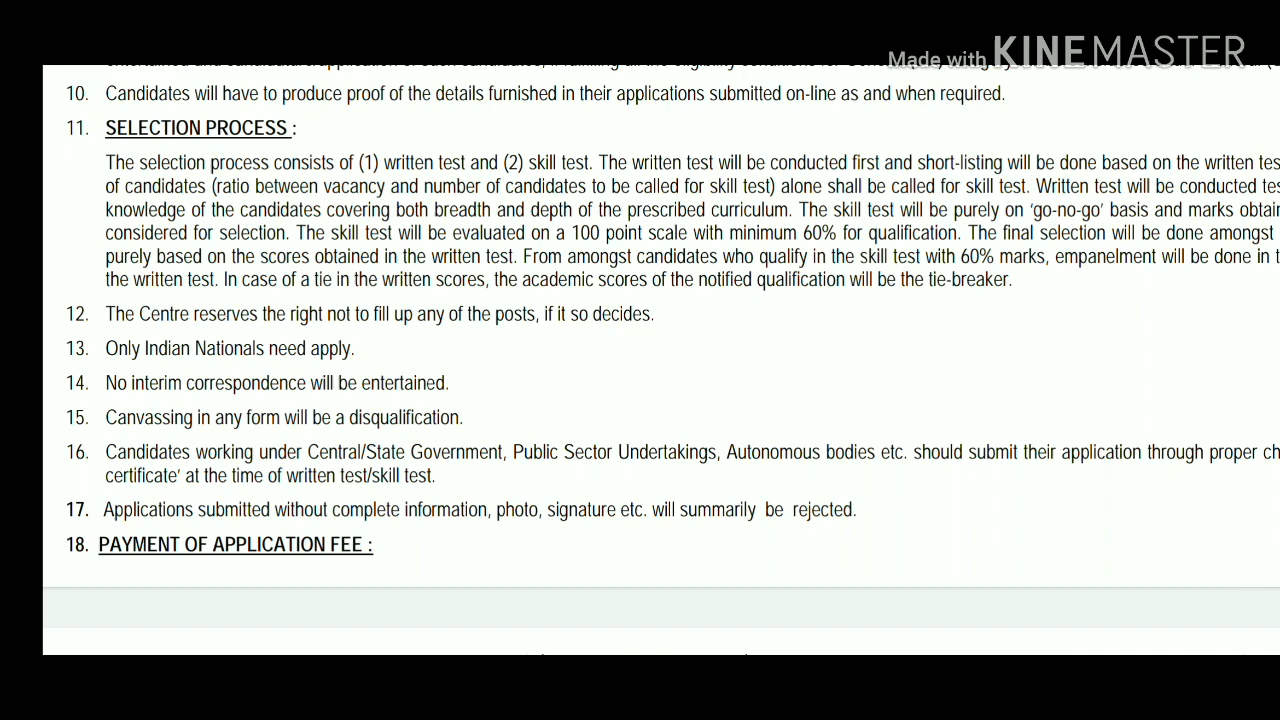 Made with KINEMASTER
10. Candidates will have to produce proof of the details furnished in their applications submitted on-line as and when required.
11. SELECTION PROCESS :
The selection process consists of (1) written test and (2) skill test. The written test will be conducted first and short-listing will be done based on the written
of candidates (ratio between vacancy and number of candidates to be called for skill test) alone shall be called for skill test. Written test will be conducted
knowledge of the candidates covering both breadth and depth of the prescribed curriculum. The skill test will be purely on 'go-no-go' basis and marks
considered for selection. The skill test will be evaluated on a 100 point scale with minimum 60% for qualification. The final selection will be done amongst
purely based on the scores obtained in the written test. From amongst candidates who qualify in the skill test with 60% marks, empanelment will be done in
the written test. In case of a tie in the written scores, the academic scores of the notified qualification will be the tie-breaker.
12. The Centre reserves the right not to fill up any of the posts, if it so decides.
13. Only Indian Nationals need apply.
14. No interim correspondence will be entertained.
15. Canvassing in any form will be a disqualification.
16. Candidates working under Central/State Government, Public Sector Undertakings, Autonomous bodies etc. should submit their application through proper
certificate' at the time of written test/skill test.
17. Applications submitted without complete information, photo, signature etc. will summarily be rejected.
18. PAYMENT OF APPLICATION FEE :